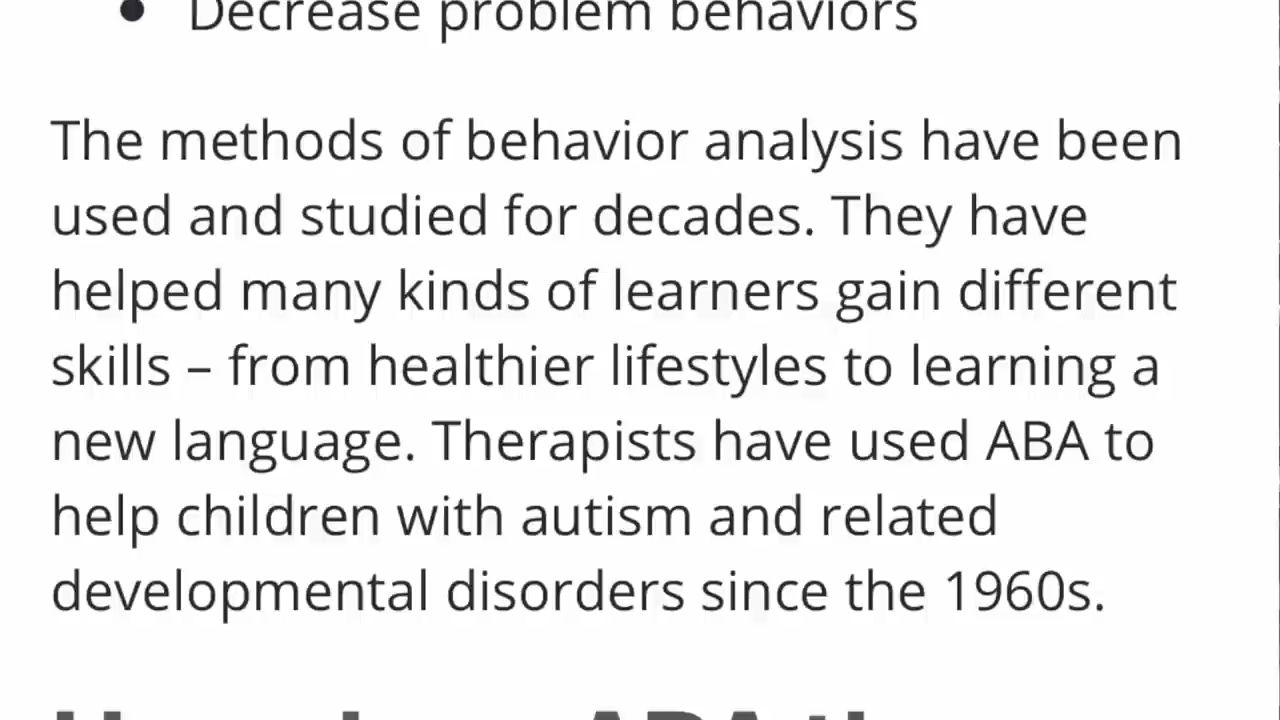 • Decrease problem behaviors
The methods of behavior analysis have been
used and studied for decades. They have
helped many kinds of learners gain different
skills – from healthier lifestyles to learning a
new language. Therapists have used ABA to
help children with autism and related
developmental disorders since the 1960s.